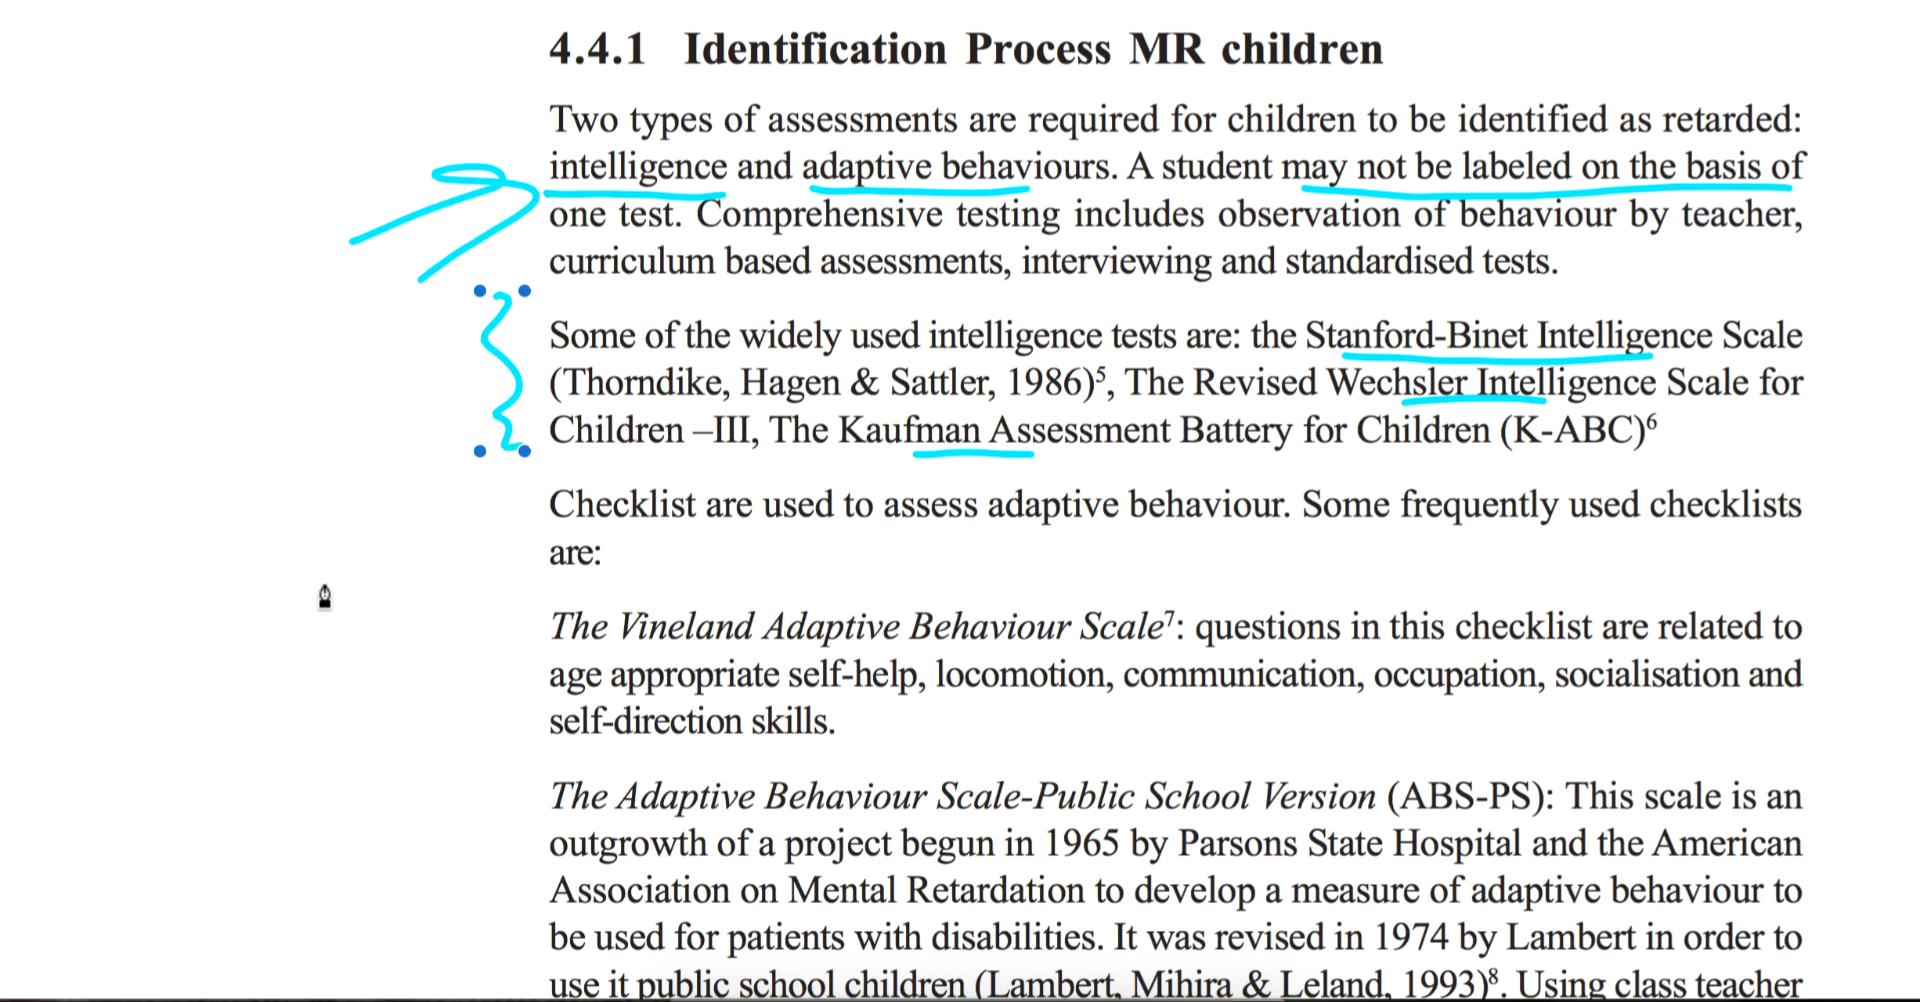 4.4.1 Identification Process MR children
Two types of assessments are required for children to be identified as retarded:
intelligence and adaptive behaviours. A student may not be labeled on the basis of
one test. Comprehensive testing includes observation of behaviour by teacher,
curriculum based assessments, interviewing and standardised tests.
Some of the widely used intelligence tests are: the Stanford-Binet Intelligence Scale
(Thorndike, Hagen & Sattler, 1986)⁵, The Revised Wechsler Intelligence Scale for
Children –III, The Kaufman Assessment Battery for Children (K-ABC)⁶
Checklist are used to assess adaptive behaviour. Some frequently used checklists
are:
The Vineland Adaptive Behaviour Scale⁷: questions in this checklist are related to
age appropriate self-help, locomotion, communication, occupation, socialisation and
self-direction skills.
The Adaptive Behaviour Scale-Public School Version (ABS-PS): This scale is an
outgrowth of a project begun in 1965 by Parsons State Hospital and the American
Association on Mental Retardation to develop a measure of adaptive behaviour to
be used for patients with disabilities. It was revised in 1974 by Lambert in order to
use it public school children (Lambert, Mihira & Leland, 1993)⁸. Using class teacher